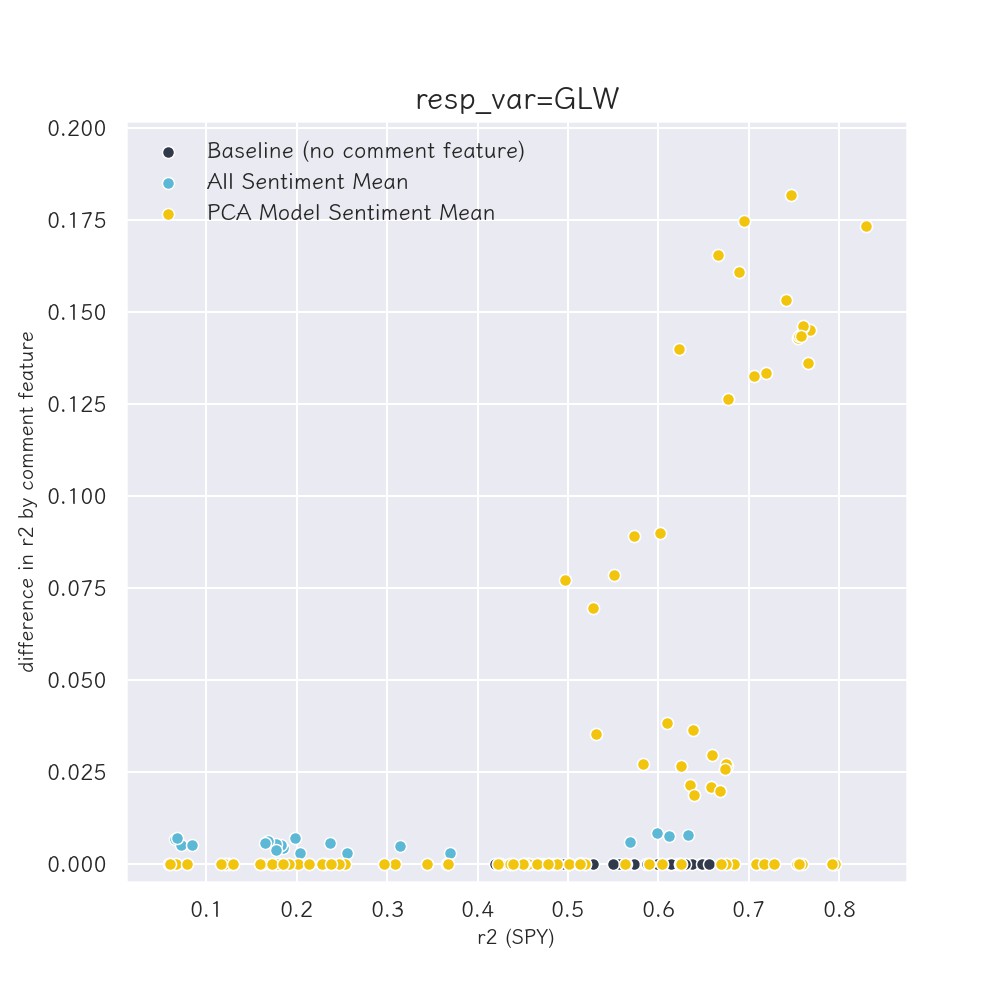 resp_var=GLW
0.200
0.175
0.150
0.125
0.100
0.075
0.050
0.025
0.000
difference in r2 by comment feature
Baseline (no comment feature)
All Sentiment Mean
PCA Model Sentiment Mean
0.1 0.2 0.3 0.4 0.5 0.6 0.7 0.8
r2 (SPY)